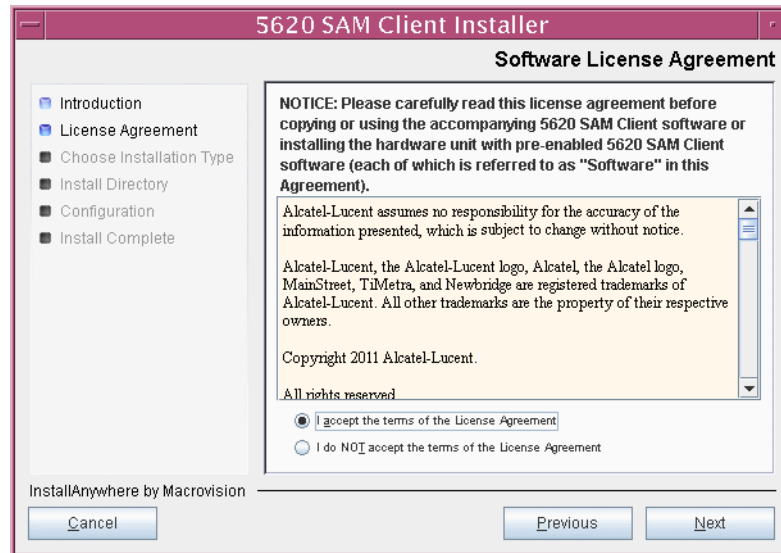 5620 SAM Client Installer
Software License Agreement
Introduction
License Agreement
Choose Installation Type
Install Directory
Configuration
Install Complete
NOTICE: Please carefully read this license agreement before
copying or using the accompanying 5620 SAM Client software or
installing the hardware unit with pre-enabled 5620 SAM Client
software (each of which is referred to as "Software" in this
Agreement).
Alcatel-Lucent assumes no responsibility for the accuracy of the
information presented, which is subject to change without notice.
Alcatel-Lucent, the Alcatel-Lucent logo, Alcatel, the Alcatel logo,
MainStreet, TiMetra, and Newbridge are registered trademarks of
Alcatel-Lucent. All other trademarks are the property of their respective
owners.
Copyright 2011 Alcatel-Lucent.
All rights reserved
I accept the terms of the License Agreement
I do NOT accept the terms of the License Agreement
InstallAnywhere by Macrovision
Cancel
Previous
Next